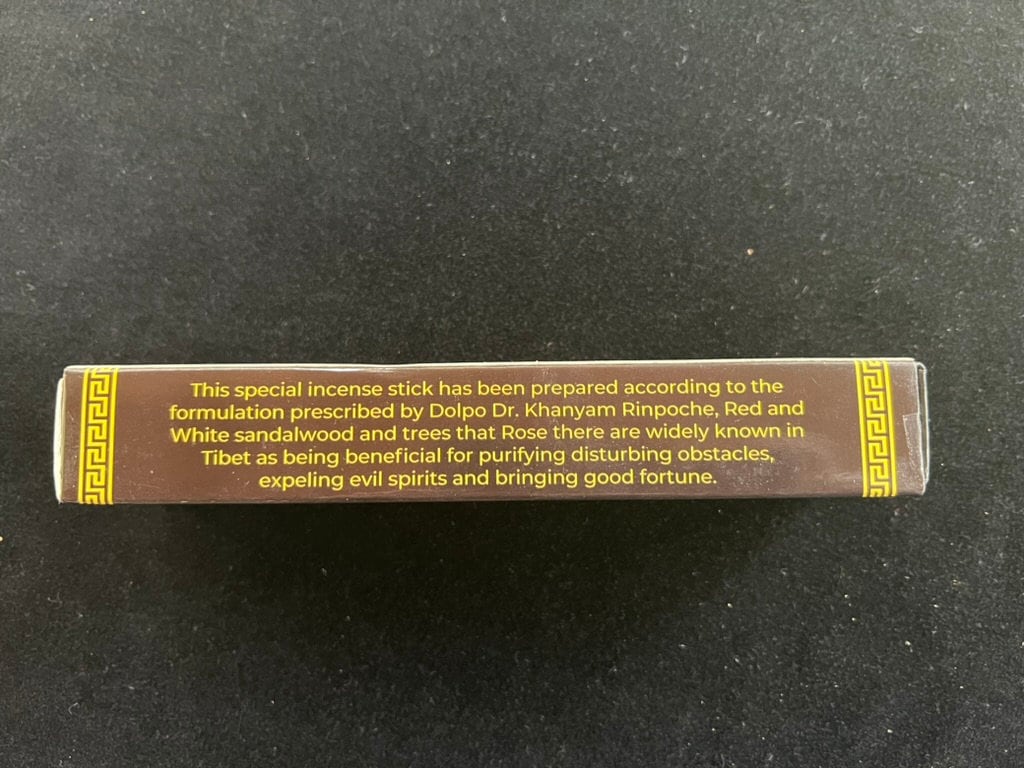 This special incense stick has been prepared according to the
formulation prescribed by Dolpo Dr. Khanyam Rinpoche, Red and
White sandalwood and trees that Rose there are widely known in
Tibet as being beneficial for purifying disturbing obstacles,
expeling evil spirits and bringing good fortune.